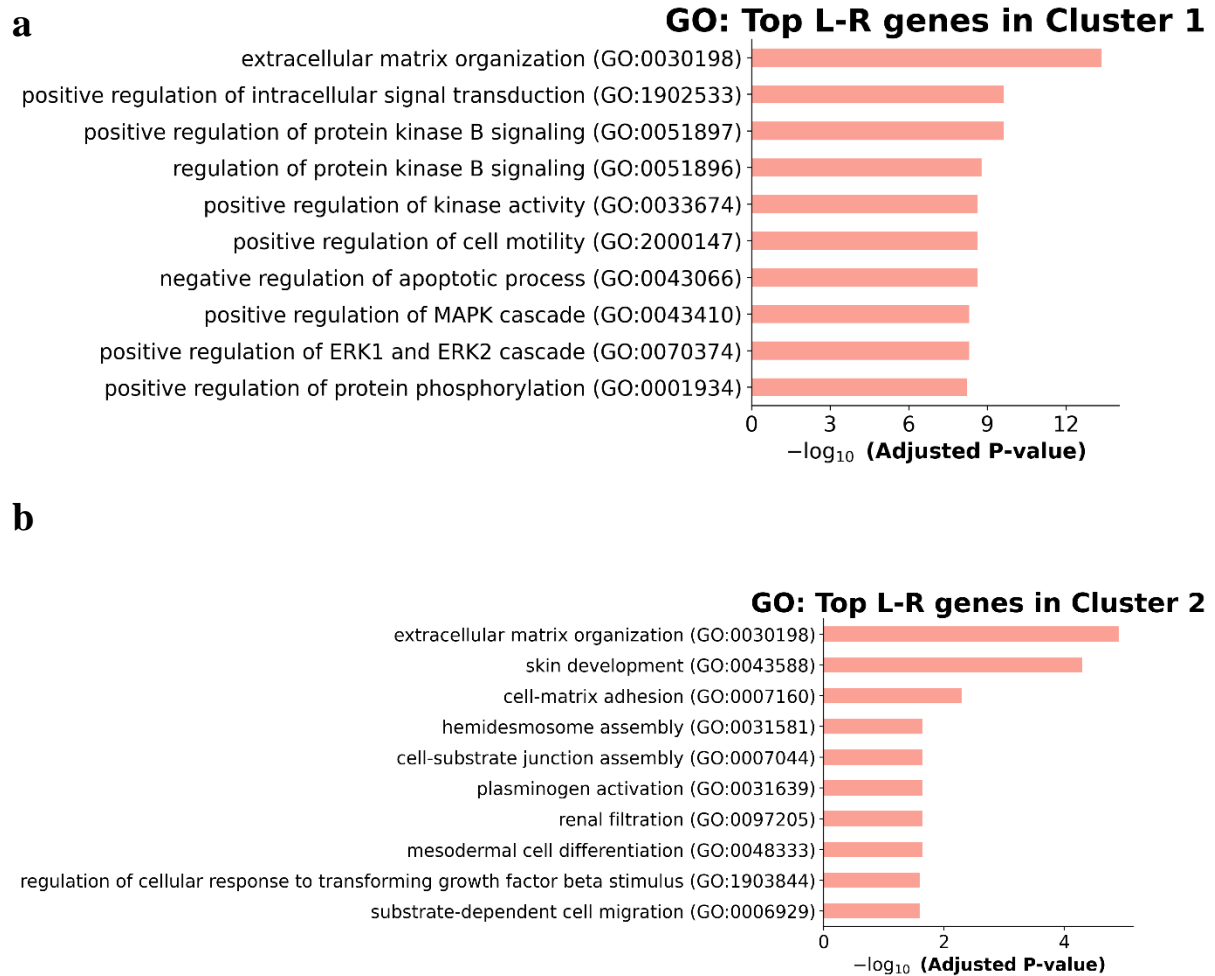 a
GO: Top L-R genes in Cluster 1
extracellular matrix organization (GO:0030198)
positive regulation of intracellular signal transduction (GO:1902533)
positive regulation of protein kinase B signaling (GO:0051897)
regulation of protein kinase B signaling (GO:0051896)
positive regulation of kinase activity (GO:0033674)
positive regulation of cell motility (GO:2000147)
negative regulation of apoptotic process (GO:0043066)
positive regulation of MAPK cascade (GO:0043410)
positive regulation of ERK1 and ERK2 cascade (GO:0070374)
positive regulation of protein phosphorylation (GO:0001934)
0 3 6 9 12
−log₁₀ (Adjusted P-value)
b
GO: Top L-R genes in Cluster 2
extracellular matrix organization (GO:0030198)
skin development (GO:0043588)
cell-matrix adhesion (GO:0007160)
hemidesmosome assembly (GO:0031581)
cell-substrate junction assembly (GO:0007044)
plasminogen activation (GO:0031639)
renal filtration (GO:0097205)
mesodermal cell differentiation (GO:0048333)
regulation of cellular response to transforming growth factor beta stimulus (GO:1903844)
substrate-dependent cell migration (GO:0006929)
0 2 4
−log₁₀ (Adjusted P-value)